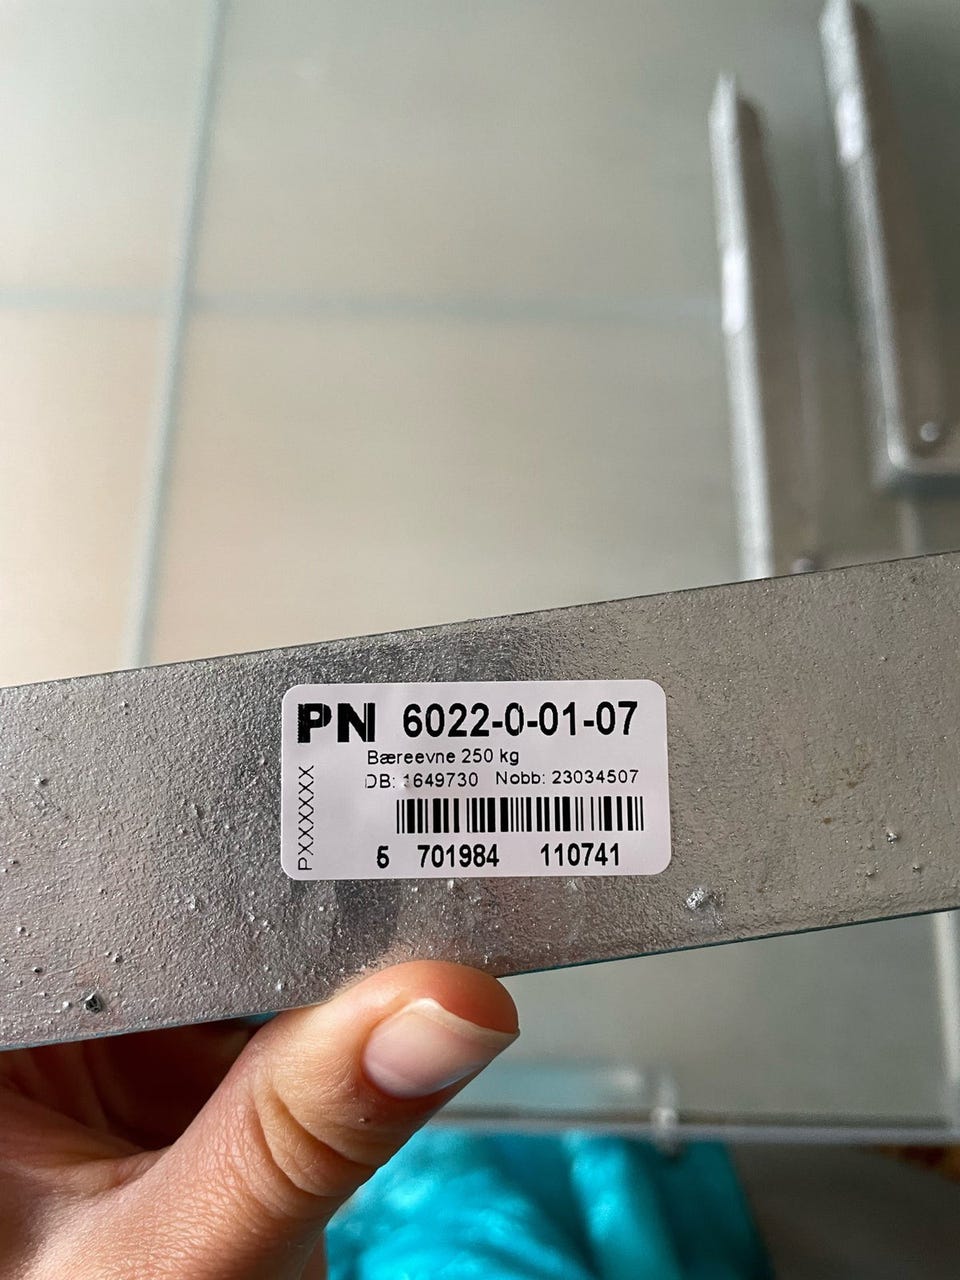 PN 6022-0-01-07
Bæreevne 250 kg
DB: 1649730 Nobb: 23034507
PXXXXXX
5 701984 110741